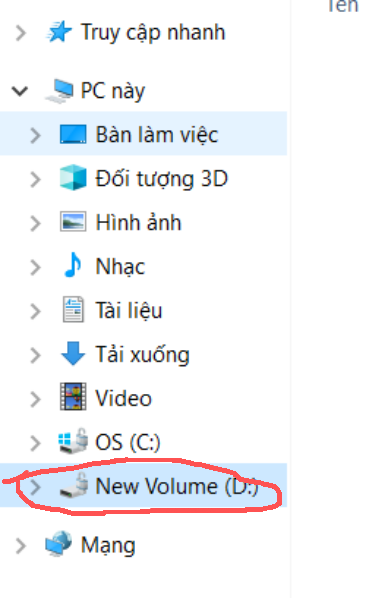 Tên
Truy cập nhanh
PC này
Bàn làm việc
Đối tượng 3D
Hình ảnh
Nhạc
Tài liệu
Tải xuống
Video
OS (C:)
New Volume (D:)
Mạng